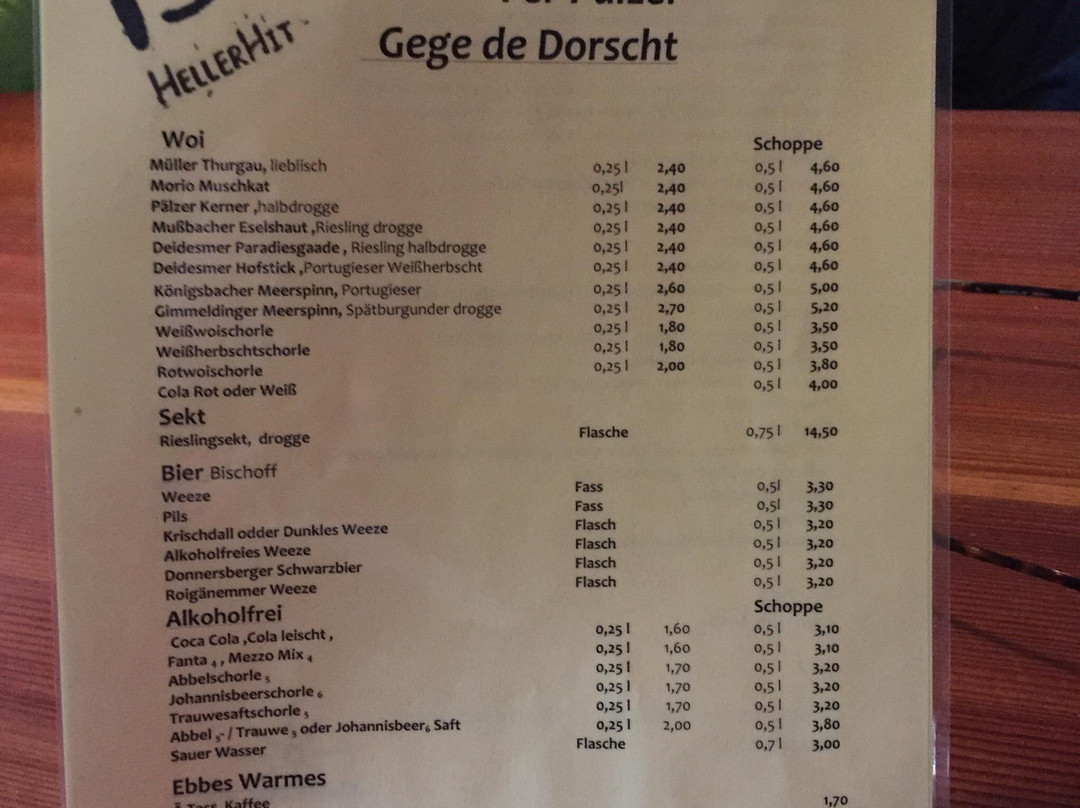 HELLERHIT
Gege de Dorscht
Woi Schoppe
Müller Thurgau, lieblisch 0,25 l 2,40 0,5 l 4,60
Morio Muschkat 0,25l 2,40 0,5 l 4,60
Pälzer Kerner ,halbdrogge 0,25 l 2,40 0,5 l 4,60
Mußbacher Eselshaut ,Riesling drogge 0,25 l 2,40 0,5 l 4,60
Deidesmer Paradiesgaade , Riesling halbdrogge 0,25 l 2,40 0,5 l 4,60
Deidesmer Hofstick ,Portugieser Weißherbscht 0,25 l 2,40 0,5 l 4,60
Königsbacher Meerspinn, Portugieser 0,25 l 2,60 0,5 l 5,00
Gimmeldinger Meerspinn, Spätburgunder drogge 0,25 l 2,70 0,5 l 5,20
Weißwoischorle 0,25 l 1,80 0,5 l 3,50
Weißherbschtschorle 0,25 l 1,80 0,5 l 3,50
Rotwoischorle 0,25 l 2,00 0,5 l 3,80
Cola Rot oder Weiß 0,5 l 4,00
Sekt
Rieslingsekt, drogge Flasche 0,75 l 14,50
Bier Bischoff
Weeze Fass 0,5l 3,30
Pils Fass 0,5l 3,30
Krischdall odder Dunkles Weeze Flasch 0,5 l 3,20
Alkoholfreies Weeze Flasch 0,5 l 3,20
Donnersberger Schwarzbier Flasch 0,5 l 3,20
Roigänemmer Weeze Flasch 0,5 l 3,20
Alkoholfrei Schoppe
Coca Cola ,Cola leischt , 0,25 l 1,60 0,5 l 3,10
Fanta 4 , Mezzo Mix 4 0,25 l 1,60 0,5 l 3,10
Abbelschorle 5 0,25 l 1,70 0,5 l 3,20
Johannisbeerschorle 6 0,25 l 1,70 0,5 l 3,20
Trauwesaftschorle 5 0,25 l 1,70 0,5 l 3,20
Abbel 5- / Trauwe 5 oder Johannisbeer6 Saft 0,25 l 2,00 0,5 l 3,80
Sauer Wasser Flasche 0,7 l 3,00
Ebbes Warmes
Kaffee 1,70